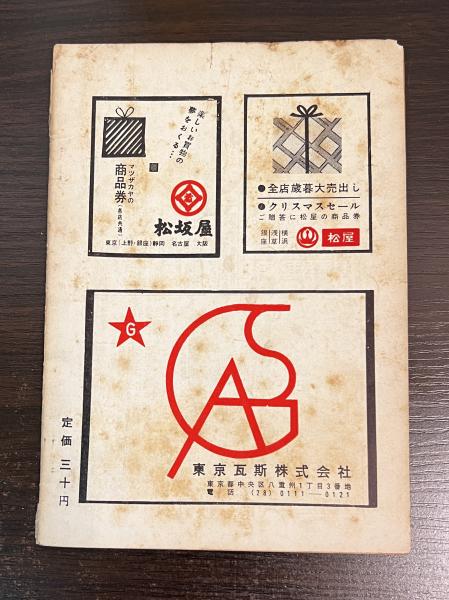 楽しいお買物の
夢をおくる…
マツザカヤの
商品券
(各店共通)
松坂屋
東京(上野・銀座)静岡 名古屋 大阪
●全店歳暮大売出し
●クリスマスセール
ご贈答に松屋の商品券
横浜
浅草
銀座
松屋
G
GAS
東京瓦斯株式会社
東京都中央区八重州1丁目3番地
電話 (28)0111——0121
定価 三十円